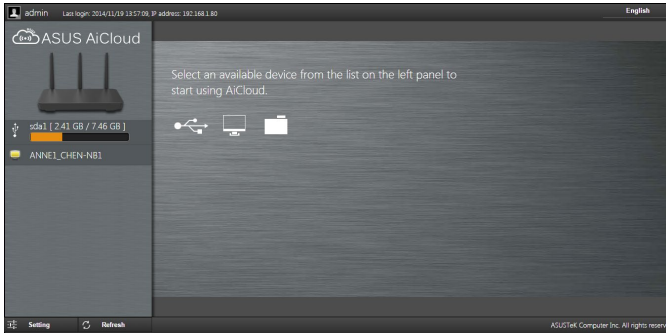 admin Last login: 2014/11/19 13:57:09, IP address: 192.168.1.80
English
ASUS AiCloud
Select an available device from the list on the left panel to
start using AiCloud.
sda1 [ 2.41 GB / 7.46 GB ]
ANNE1_CHEN-NB1
Setting Refresh
ASUSTeK Computer Inc. All rights reserv